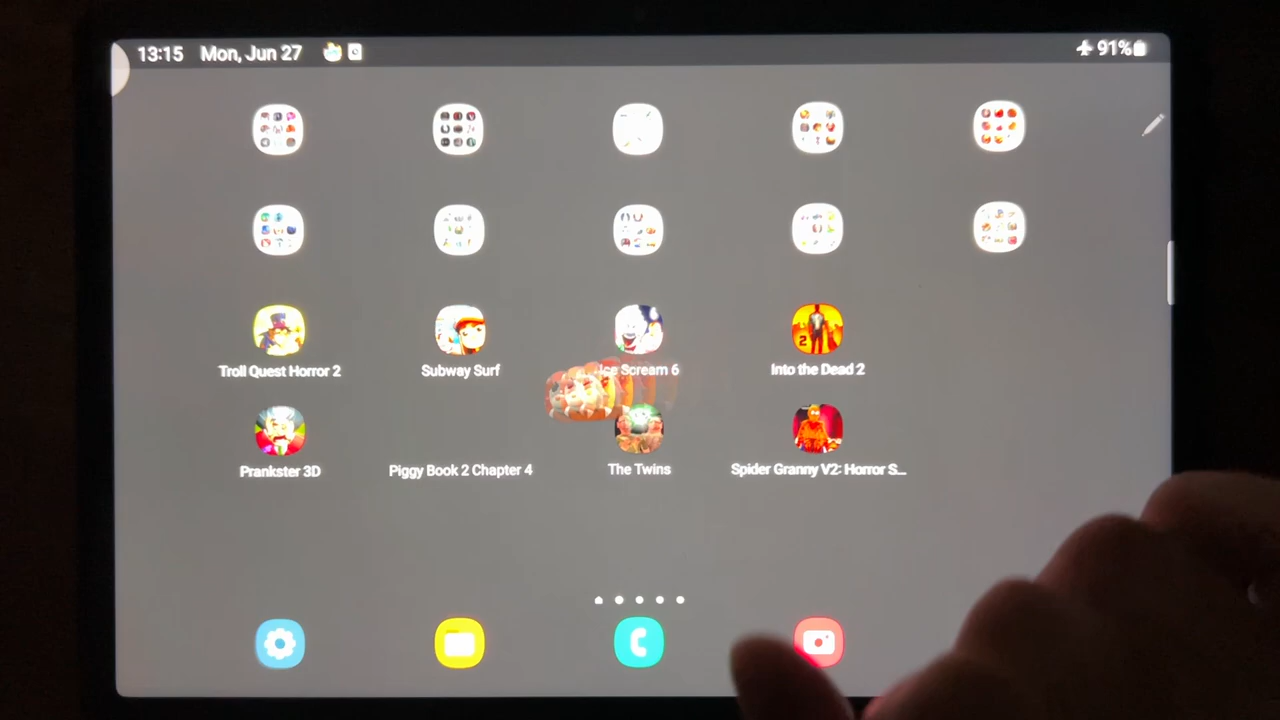 13:15 Mon, Jun 27 91%
Troll Quest Horror 2 Subway Surf Ice Scream 6 Into the Dead 2
2
Prankster 3D Piggy Book 2 Chapter 4 The Twins Spider Granny V2: Horror S...